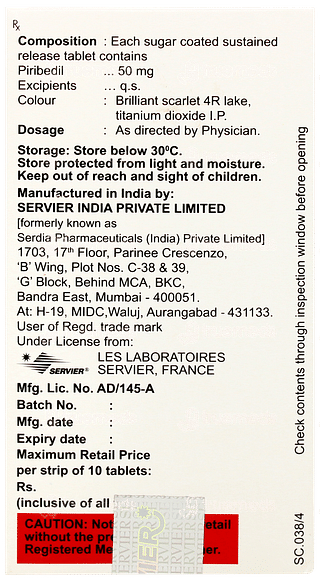 Rx
Composition : Each sugar coated sustained
release tablet contains
Piribedil ... 50 mg
Excipients ... q.s.
Colour : Brilliant scarlet 4R lake,
titanium dioxide I.P.
Dosage : As directed by Physician.
Storage: Store below 30⁰C.
Store protected from light and moisture.
Keep out of reach and sight of children.
Manufactured in India by:
SERVIER INDIA PRIVATE LIMITED
[formerly known as
Serdia Pharmaceuticals (India) Private Limited]
1703, 17th Floor, Parinee Crescenzo,
'B' Wing, Plot Nos. C-38 & 39,
'G' Block, Behind MCA, BKC,
Bandra East, Mumbai - 400051.
At: H-19, MIDC,Waluj, Aurangabad - 431133.
User of Regd. trade mark
Under License from:
SERVIER® LES LABORATOIRES
SERVIER, FRANCE
Mfg. Lic. No. AD/145-A
Batch No. :
Mfg. date :
Expiry date :
Maximum Retail Price
per strip of 10 tablets:
Rs.
(inclusive of all
CAUTION: Not
without the
Registered
Check contents through inspection window before opening
SC.038/4